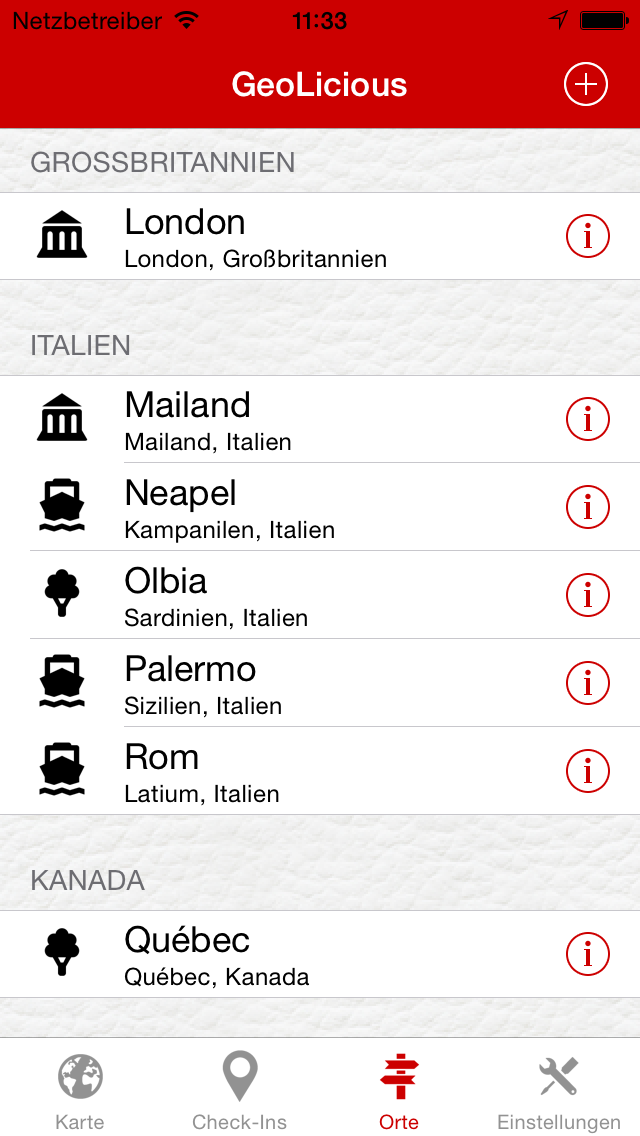 Netzbetreiber 11:33
GeoLicious
GROSSBRITANNIEN
London
London, Großbritannien
ITALIEN
Mailand
Mailand, Italien
Neapel
Kampanilen, Italien
Olbia
Sardinien, Italien
Palermo
Sizilien, Italien
Rom
Latium, Italien
KANADA
Québec
Québec, Kanada
Karte Check-Ins Orte Einstellungen